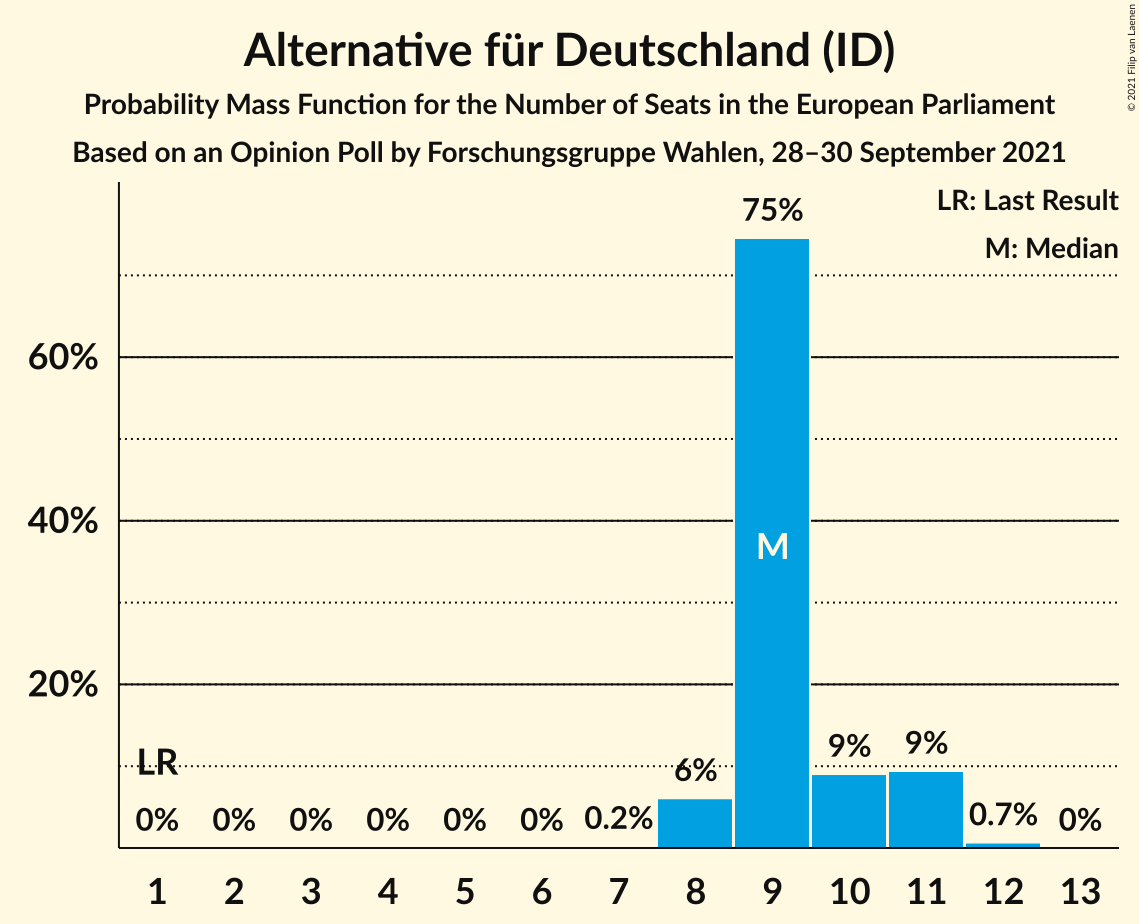 Alternative für Deutschland (ID)
Probability Mass Function for the Number of Seats in the European Parliament
Based on an Opinion Poll by Forschungsgruppe Wahlen, 28–30 September 2021
© 2021 Filip van Laenen
LR: Last Result
M: Median
75%
60%
40%
20%
M
LR
0% 0% 0% 0% 0% 0% 0.2% 6% 9% 9% 0.7% 0%
1 2 3 4 5 6 7 8 9 10 11 12 13